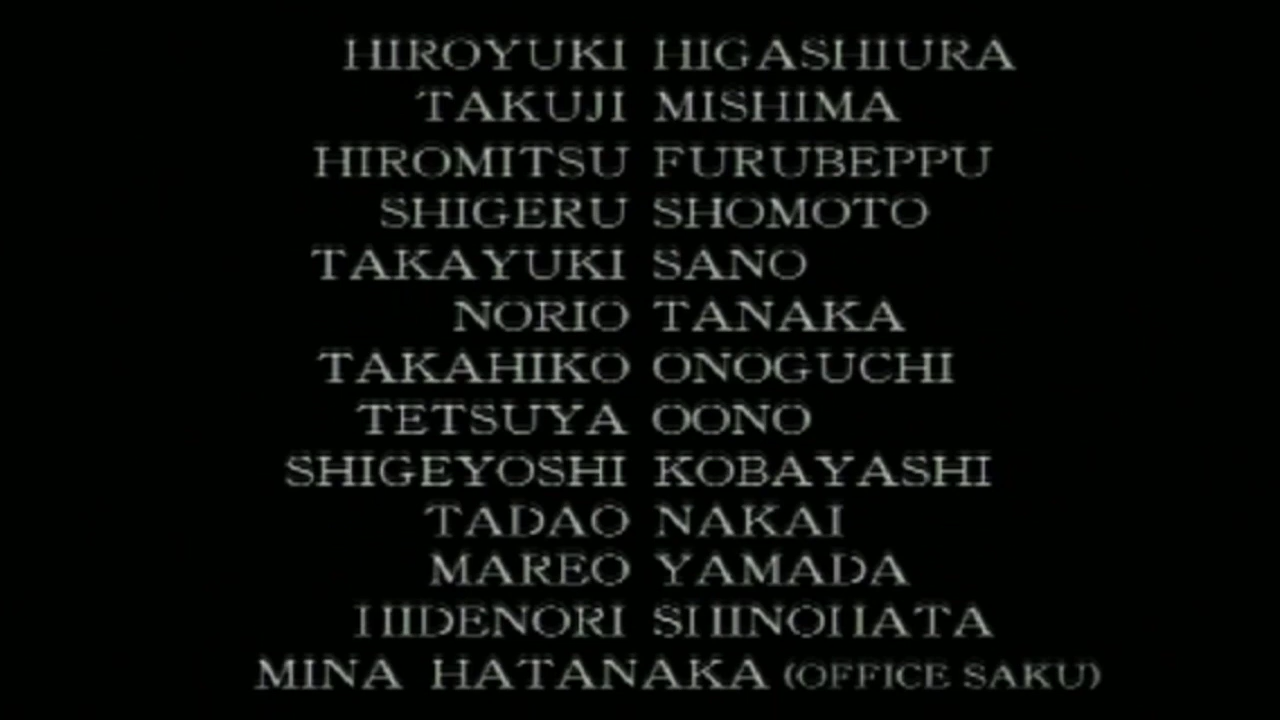 HIROYUKI HIGASHIURA
TAKUJI MISHIMA
HIROMITSU FURUBEPPU
SHIGERU SHOMOTO
TAKAYUKI SANO
NORIO TANAKA
TAKAHIKO ONOGUCHI
TETSUYA OONO
SHIGEYOSHI KOBAYASHI
TADAO NAKAI
MAREO YAMADA
HIDENORI SHINOHATA
MINA HATANAKA (OFFICE SAKU)